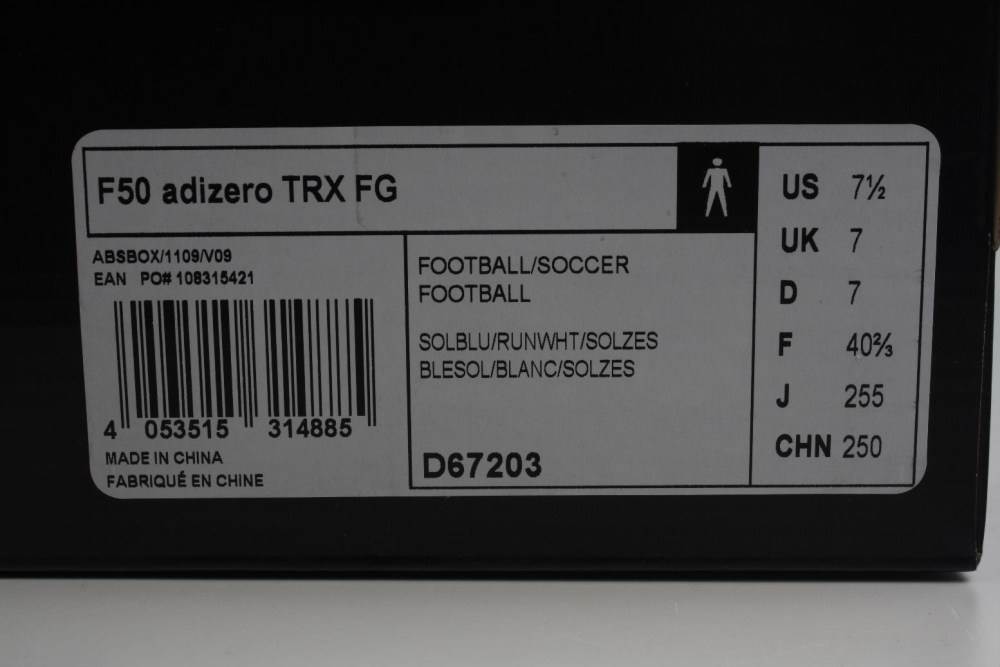 F50 adizero TRX FG
ABSBOX/1109/V09
EAN PO# 108315421
4 053515 314885
MADE IN CHINA
FABRIQUÉ EN CHINE
FOOTBALL/SOCCER
FOOTBALL
SOLBLU/RUNWHT/SOLZES
BLESOL/BLANC/SOLZES
D67203
US 7½
UK 7
D 7
F 40⅔
J 255
CHN 250